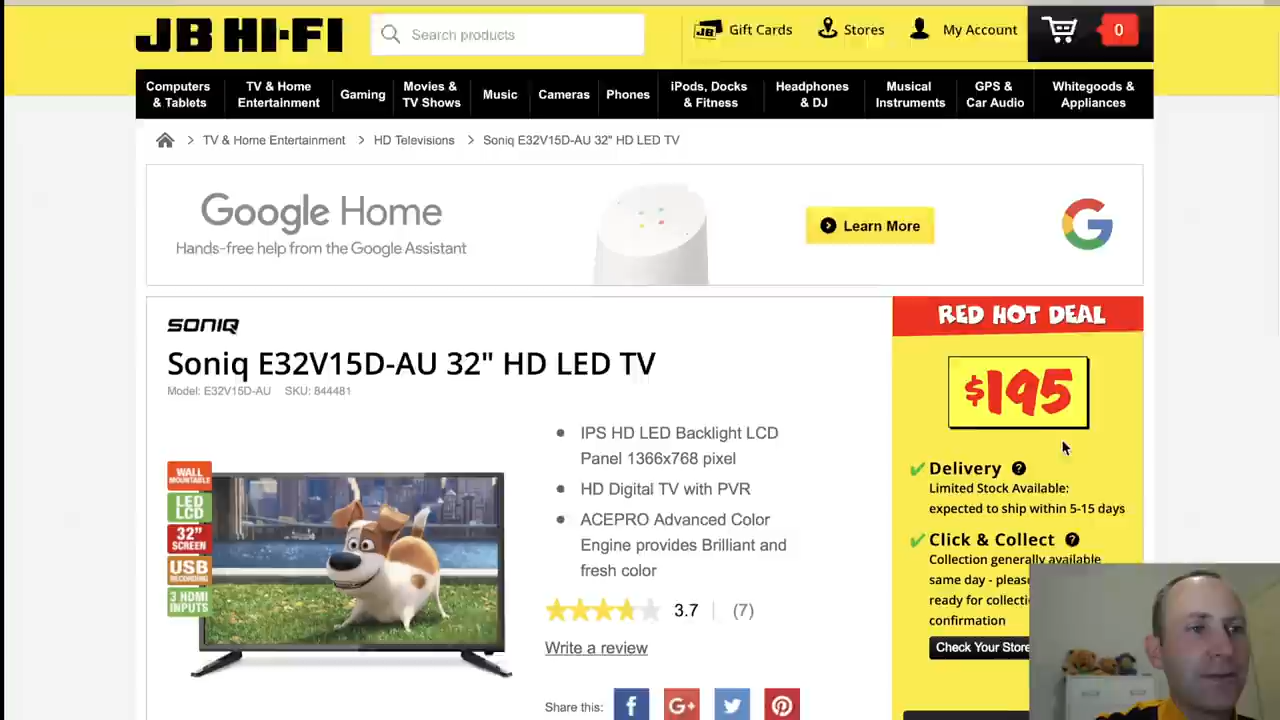 JB HI-FI
Search products
JB Gift Cards
Stores
My Account
0
Computers
& Tablets
TV & Home
Entertainment
Gaming
Movies &
TV Shows
Music
Cameras
Phones
iPods, Docks
& Fitness
Headphones
& DJ
Musical
Instruments
GPS &
Car Audio
Whitegoods &
Appliances
TV & Home Entertainment > HD Televisions > Soniq E32V15D-AU 32" HD LED TV
Google Home
Hands-free help from the Google Assistant
Learn More
G
SONIQ
Soniq E32V15D-AU 32" HD LED TV
Model: E32V15D-AU SKU: 844481
WALL
MOUNTABLE
LED
LCD
32"
SCREEN
USB
RECORDING
3 HDMI
INPUTS
IPS HD LED Backlight LCD
Panel 1366x768 pixel
HD Digital TV with PVR
ACEPRO Advanced Color
Engine provides Brilliant and
fresh color
3.7 | (7)
Write a review
Share this:
RED HOT DEAL
$195
Delivery ?
Limited Stock Available:
expected to ship within 5-15 days
Click & Collect ?
Collection generally available
same day - please
ready for collecti
confirmation
Check Your Store